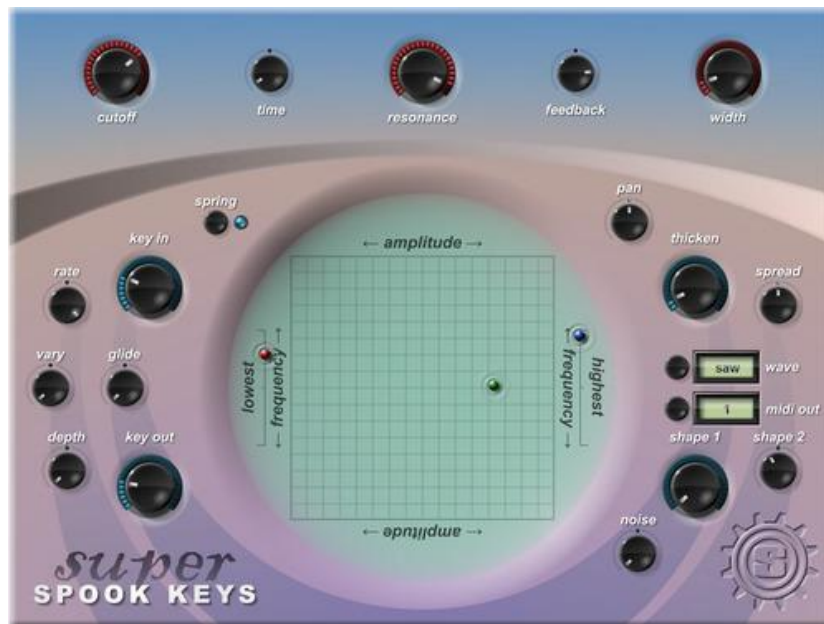 cutoff
time
resonance
feedback
width
spring
pan
key in
← amplitude →
thicken
rate
spread
vary
glide
lowest
← frequency →
← frequency →
highest
saw
wave
1
midi out
depth
key out
shape 1
shape 2
← amplitude →
noise
super
SPOOK KEYS
S